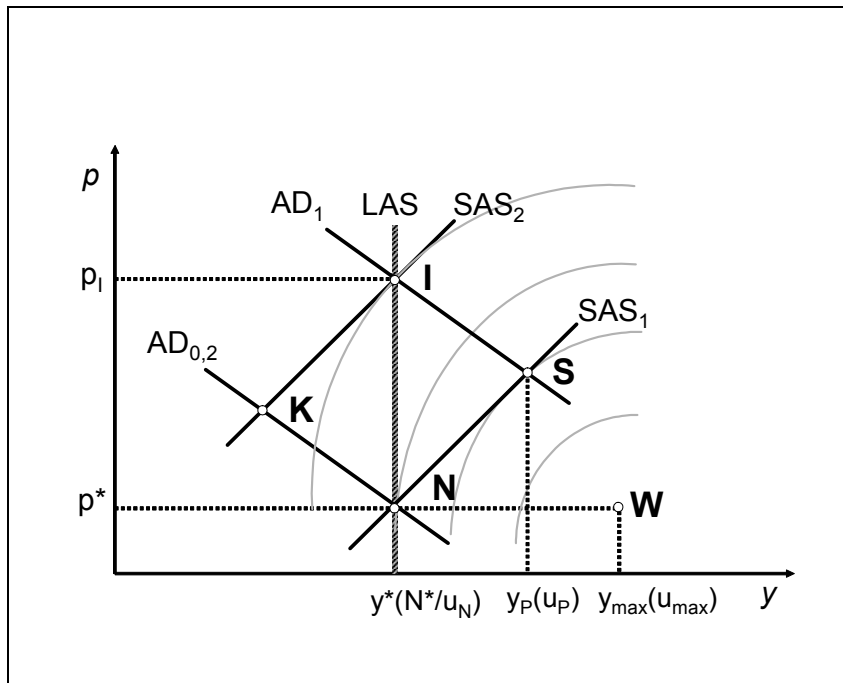 p
AD₁
LAS
SAS₂
pI
I
SAS₁
AD₀,₂
S
K
p*
N
W
y*(N*/uN)
yP(uP)
ymax(umax)
y